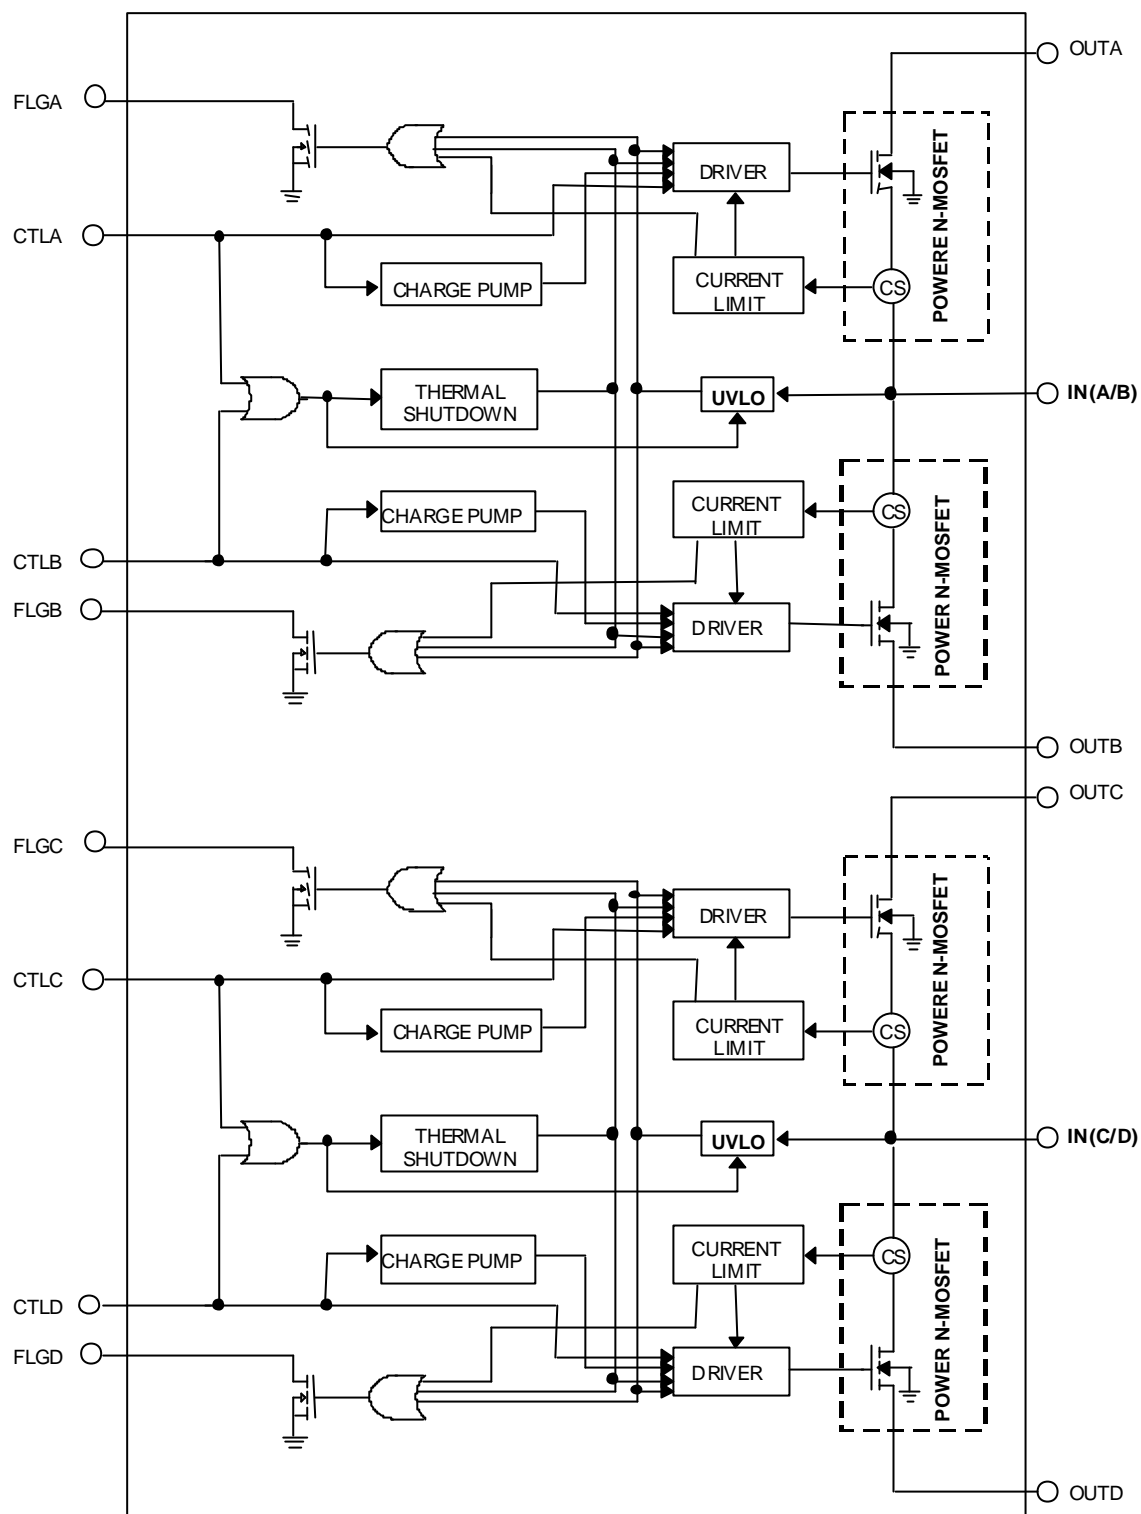 OUTA
FLGA
DRIVER
POWERE N-MOSFET
CTLA
CHARGE PUMP
CURRENT
LIMIT
CS
THERMAL
SHUTDOWN
UVLO
IN(A/B)
CHARGE PUMP
CURRENT
LIMIT
CS
POWER N-MOSFET
CTLB
FLGB
DRIVER
OUTB
OUTC
FLGC
DRIVER
POWERE N-MOSFET
CTLC
CHARGE PUMP
CURRENT
LIMIT
CS
THERMAL
SHUTDOWN
UVLO
IN(C/D)
CHARGE PUMP
CURRENT
LIMIT
CS
POWER N-MOSFET
CTLD
FLGD
DRIVER
OUTD